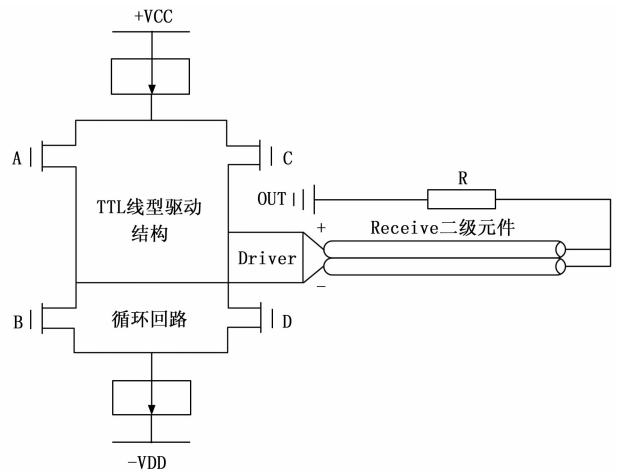 +VCC
A
C
TTL线型驱动
结构
OUT
R
+
Receive二级元件
Driver
-
B
循环回路
D
-VDD